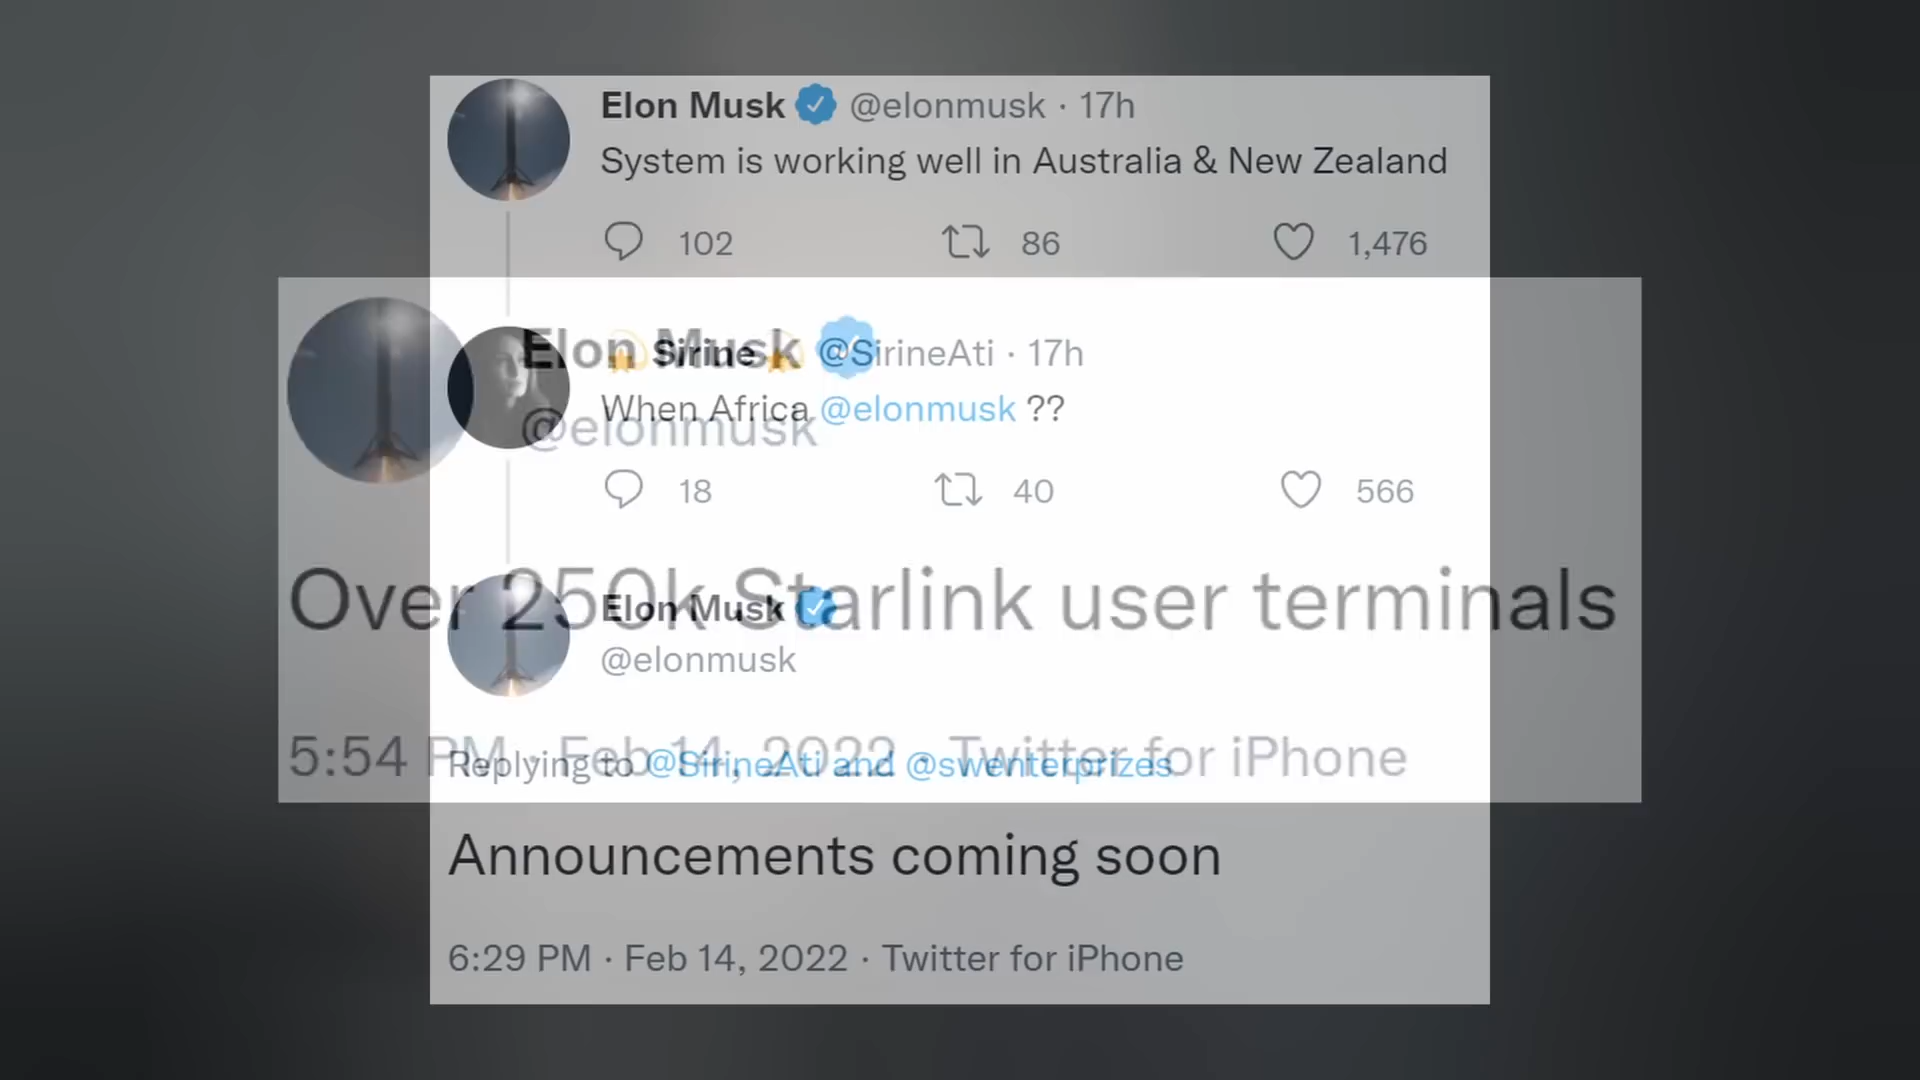 Elon Musk @elonmusk · 17h
System is working well in Australia & New Zealand
102 86 1,476
Elon Musk
@elonmusk
Sirine @SirineAti · 17h
When Africa @elonmusk ??
18 40 566
Over 250k Starlink user terminals
Elon Musk
@elonmusk
5:54 PM · Feb 14, 2022 · Twitter for iPhone
Replying to @SirineAti and @swenterprizes
Announcements coming soon
6:29 PM · Feb 14, 2022 · Twitter for iPhone